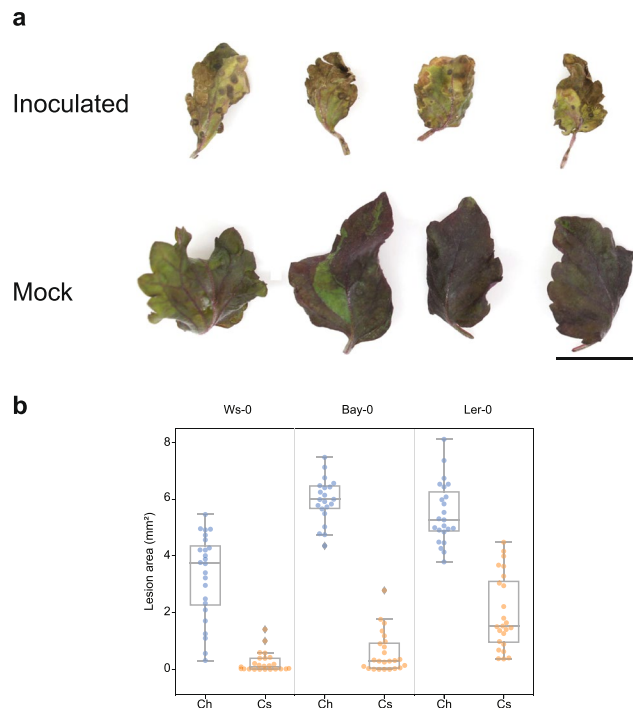 a
Inoculated
Mock
b
Ws-0 Bay-0 Ler-0
Lesion area (mm²)
8
6
4
2
0
Ch Cs Ch Cs Ch Cs